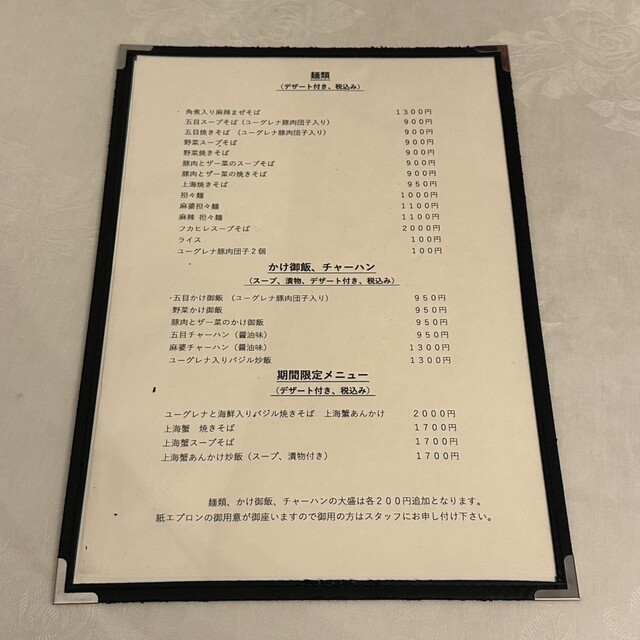 麺類
（デザート付き、税込み）
・角煮入り麻辣まぜそば 1300円
五目スープそば（ユーグレナ豚肉団子入り） 900円
五目焼きそば （ユーグレナ豚肉団子入り） 900円
野菜スープそば 900円
野菜焼きそば 900円
豚肉とザー菜のスープそば 900円
豚肉とザー菜の焼きそば 900円
上海焼きそば 950円
担々麺 1000円
麻婆担々麺 1100円
麻辣 担々麺 1100円
フカヒレスープそば 2000円
ライス 100円
ユーグレナ豚肉団子２個 100円
かけ御飯、チャーハン
（スープ、漬物、デザート付き、税込み）
・五目かけ御飯 （ユーグレナ豚肉団子入り） 950円
野菜かけ御飯 950円
豚肉とザー菜のかけ御飯 950円
五目チャーハン（醤油味） 950円
麻婆チャーハン（醤油味） 1300円
ユーグレナ入りバジル炒飯 1300円
期間限定メニュー
（デザート付き、税込み）
ユーグレナと海鮮入りバジル焼きそば 上海蟹あんかけ 2000円
上海蟹 焼きそば 1700円
上海蟹スープそば 1700円
上海蟹あんかけ炒飯（スープ、漬物付き） 1700円
麺類、かけ御飯、チャーハンの大盛は各２００円追加となります。
紙エプロンの御用意が御座いますので御用の方はスタッフにお申し付け下さい。